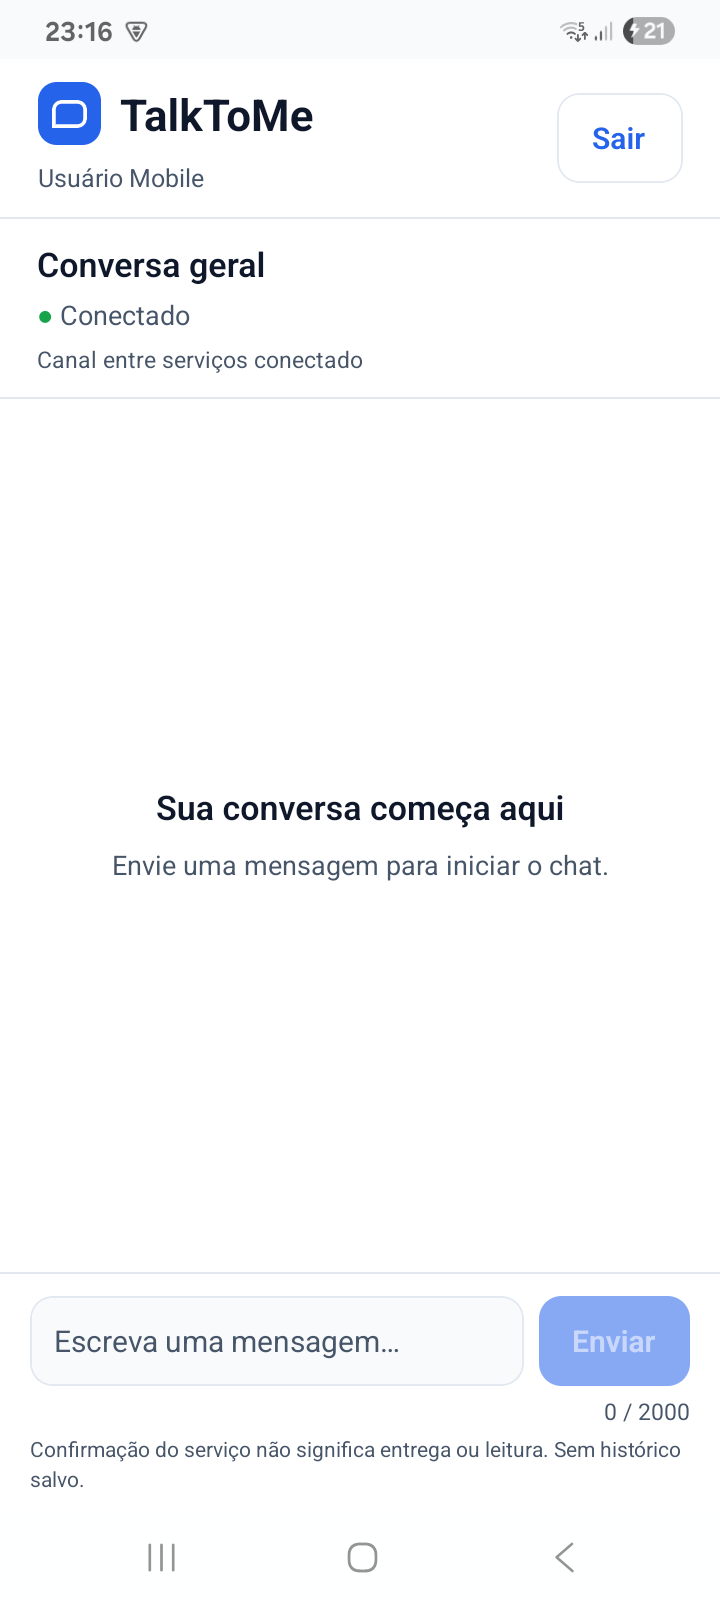 23:16
5
21
TalkToMe
Usuário Mobile
Sair
Conversa geral
Conectado
Canal entre serviços conectado
Sua conversa começa aqui
Envie uma mensagem para iniciar o chat.
Escreva uma mensagem...
Enviar
0 / 2000
Confirmação do serviço não significa entrega ou leitura. Sem histórico
salvo.